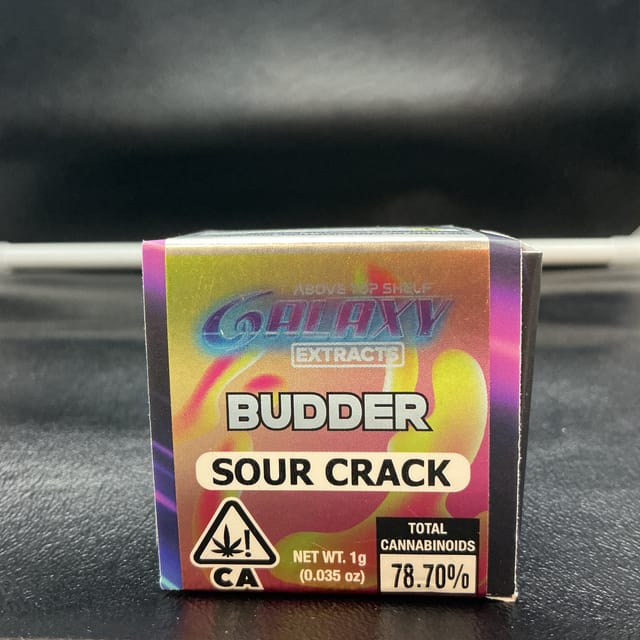 ABOVE TOP SHELF
GALAXY
EXTRACTS
BUDDER
SOUR CRACK
!
CA
NET WT. 1g
(0.035 oz)
TOTAL
CANNABINOIDS
78.70%